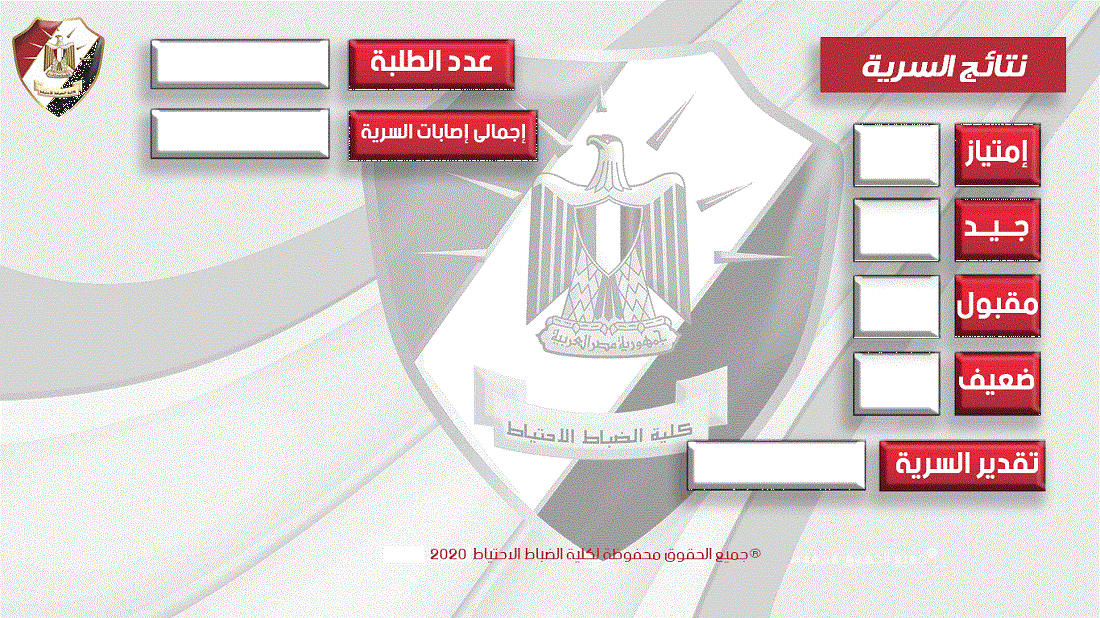 نتائج السرية
عدد الطلبة
إجمالى إصابات السرية
إمتياز
جـيـد
مقبول
ضعيف
تقدير السرية
جمهورية مصر العربية
كلية الضباط الاحتياط
®جميع الحقوق محفوظة لكلية الضباط الاحتياط 2020